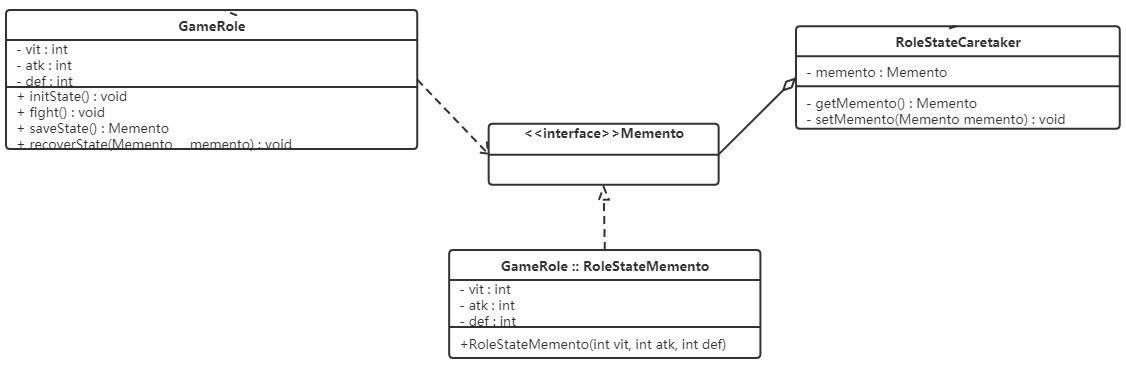 GameRole
- vit : int
- atk : int
- def : int
+ initState() : void
+ fight() : void
+ saveState() : Memento
+ recoverState(Memento memento) : void
<<interface>>Memento
RoleStateCaretaker
- memento : Memento
- getMemento() : Memento
- setMemento(Memento memento) : void
GameRole :: RoleStateMemento
- vit : int
- atk : int
- def : int
+RoleStateMemento(int vit, int atk, int def)